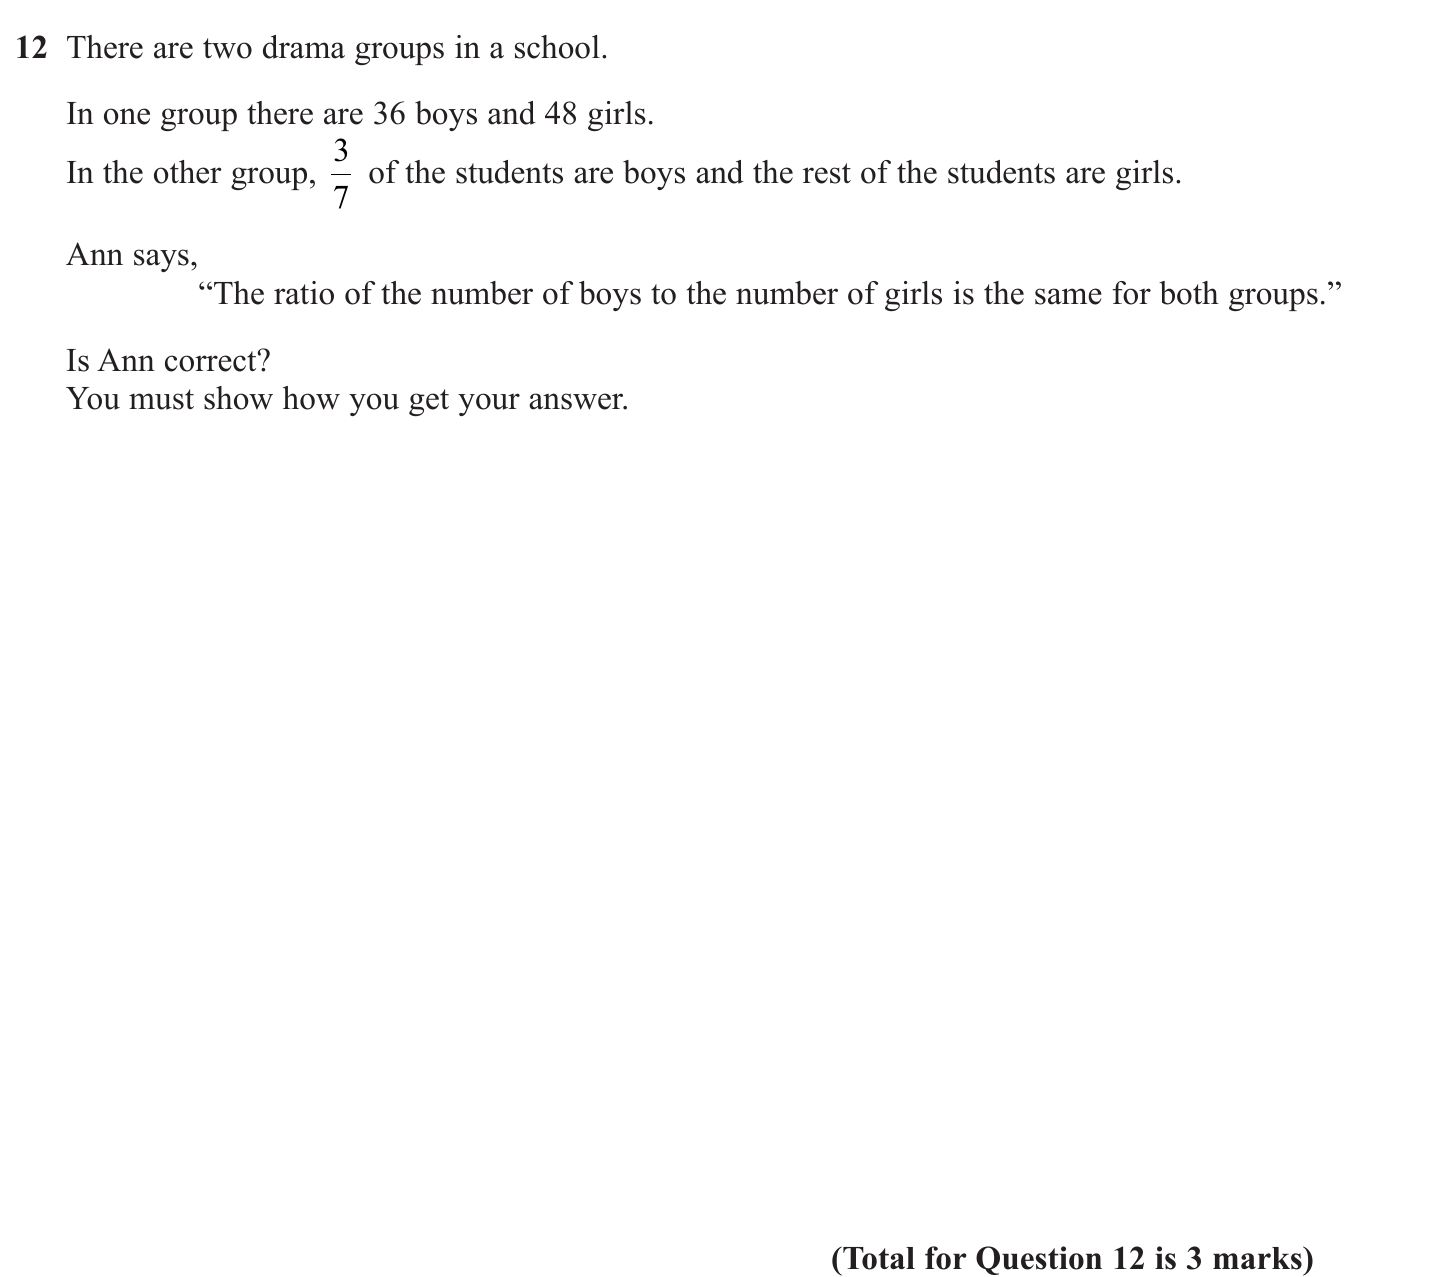 12 There are two drama groups in a school.
In one group there are 36 boys and 48 girls.
In the other group, 3/7 of the students are boys and the rest of the students are girls.
Ann says,
“The ratio of the number of boys to the number of girls is the same for both groups.”
Is Ann correct?
You must show how you get your answer.
(Total for Question 12 is 3 marks)